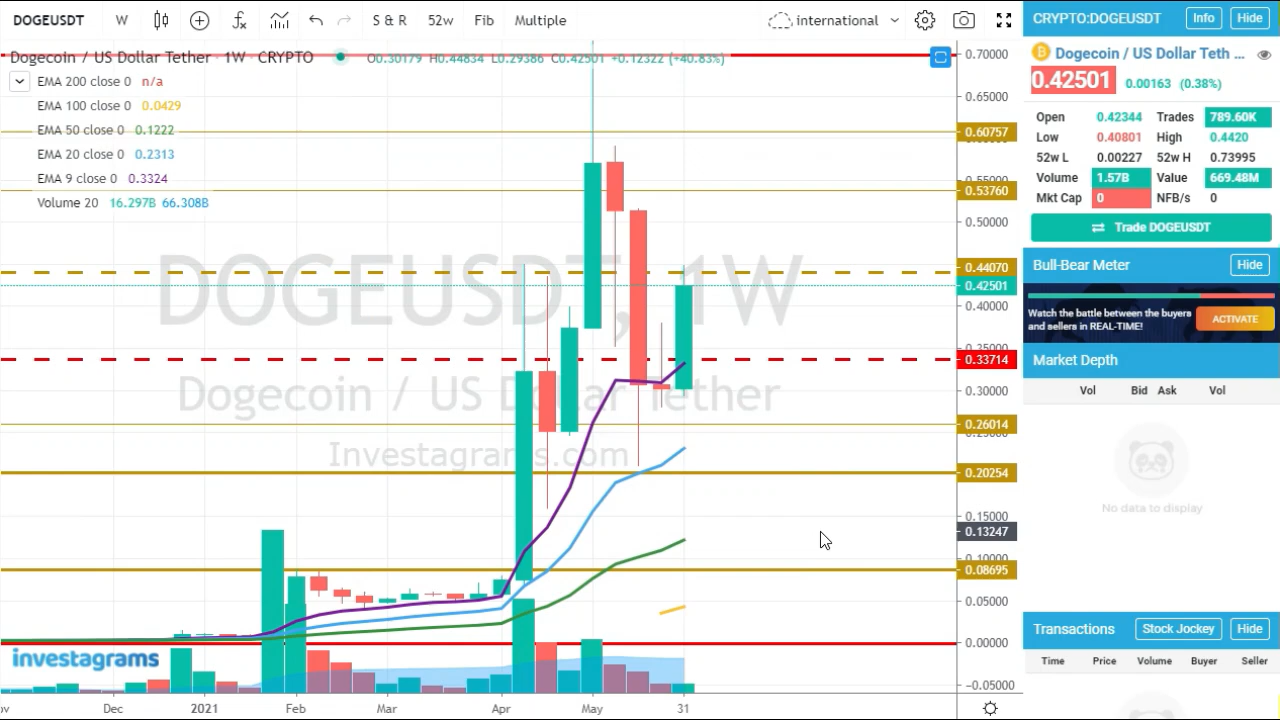 DOGEUSDT W S & R 52w Fib Multiple international
Dogecoin / US Dollar Tether · 1W · CRYPTO O0.30179 H0.44834 L0.29386 C0.42501 +0.12322 (+40.83%)
EMA 200 close 0 n/a
EMA 100 close 0 0.0429
EMA 50 close 0 0.1222
EMA 20 close 0 0.2313
EMA 9 close 0 0.3324
Volume 20 16.297B 66.308B
DOGEUSDT, 1W
Dogecoin / US Dollar Tether
Investagrams.com
investagrams
0.70000
0.65000
0.60757
0.55000
0.53760
0.50000
0.44070
0.42501
0.40000
0.35000
0.33714
0.30000
0.26014
0.25000
0.20254
0.15000
0.13247
0.10000
0.08695
0.05000
0.00000
−0.05000
Dec 2021 Feb Mar Apr May 31
CRYPTO:DOGEUSDT Info Hide
Dogecoin / US Dollar Teth ...
0.42501 0.00163 (0.38%)
Open 0.42344 Trades 789.60K
Low 0.40801 High 0.4420
52w L 0.00227 52w H 0.73995
Volume 1.57B Value 669.48M
Mkt Cap 0 NFB/s 0
Trade DOGEUSDT
Bull-Bear Meter Hide
Watch the battle between the buyers
and sellers in REAL-TIME!
ACTIVATE
Market Depth
Vol Bid Ask Vol
No data to display
Transactions Stock Jockey Hide
Time Price Volume Buyer Seller